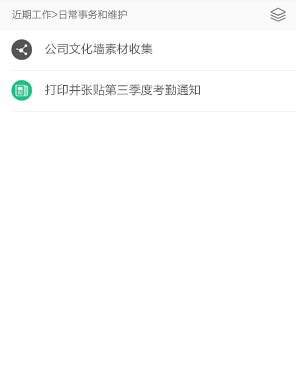 近期工作>日常事务和维护
公司文化墙素材收集
打印并张贴第三季度考勤通知